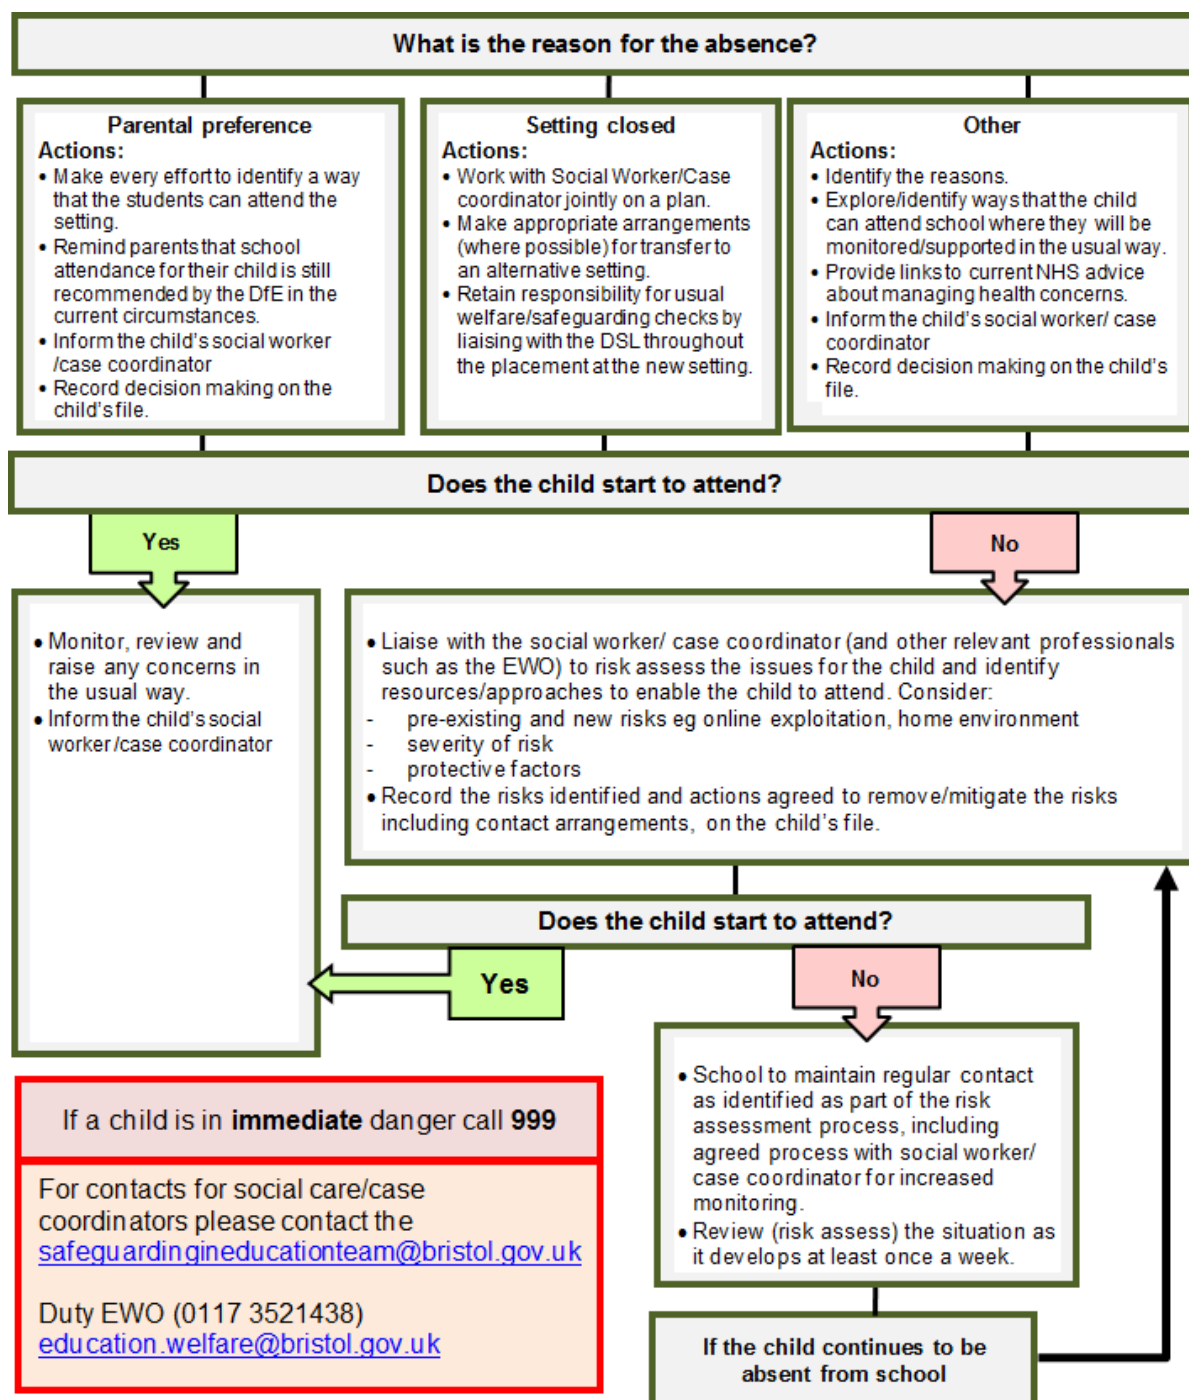 What is the reason for the absence?
Parental preference
Actions:
• Make every effort to identify a way
that the students can attend the
setting.
• Remind parents that school
attendance for their child is still
recommended by the DfE in the
current circumstances.
• Inform the child's social worker
/case coordinator
• Record decision making on the
child's file.
Setting closed
Actions:
• Work with Social Worker/Case
coordinator jointly on a plan.
• Make appropriate arrangements
(where possible) for transfer to
an alternative setting.
• Retain responsibility for usual
welfare/safeguarding checks by
liaising with the DSL throughout
the placement at the new setting.
Other
Actions:
• Identify the reasons.
• Explore/identify ways that the child
can attend school where they will be
monitored/supported in the usual way.
• Provide links to current NHS advice
about managing health concerns.
• Inform the child's social worker/ case
coordinator
• Record decision making on the child's
file.
Does the child start to attend?
Yes
No
• Monitor, review and
raise any concerns in
the usual way.
• Inform the child's social
worker/case coordinator
• Liaise with the social worker/ case coordinator (and other relevant professionals
such as the EWO) to risk assess the issues for the child and identify
resources/approaches to enable the child to attend. Consider:
- pre-existing and new risks eg online exploitation, home environment
- severity of risk
- protective factors
• Record the risks identified and actions agreed to remove/mitigate the risks
including contact arrangements, on the child's file.
Does the child start to attend?
Yes
No
• School to maintain regular contact
as identified as part of the risk
assessment process, including
agreed process with social worker/
case coordinator for increased
monitoring.
• Review (risk assess) the situation as
it develops at least once a week.
If the child continues to be
absent from school
If a child is in immediate danger call 999
For contacts for social care/case
coordinators please contact the
safeguardingineducationteam@bristol.gov.uk
Duty EWO (0117 3521438)
education.welfare@bristol.gov.uk